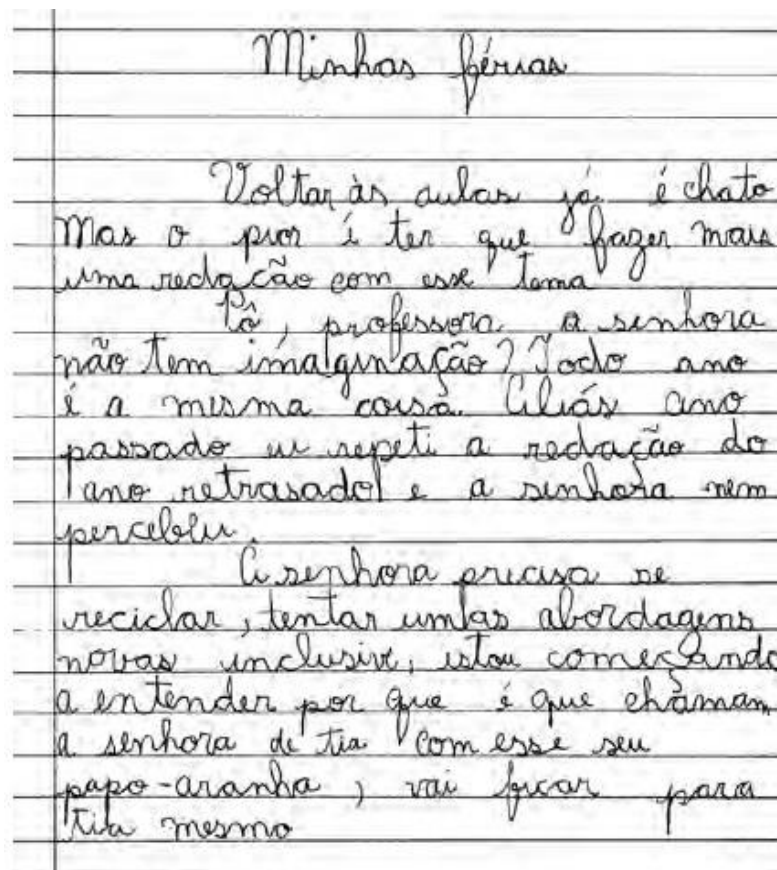 Minhas férias
Voltar às aulas já é chato
Mas o pior é ter que fazer mais
uma redação com esse tema
Pô, professora a senhora
não tem imaginação? Todo ano
é a mesma coisa. Aliás ano
passado eu repeti a redação do
ano retrasado e a senhora nem
percebeu.
A senhora precisa se
reciclar, tentar umas abordagens
novas inclusive, estou começando
a entender por que é que chamam
a senhora de tia com esse seu
papo-aranha, vai ficar para
tia mesmo